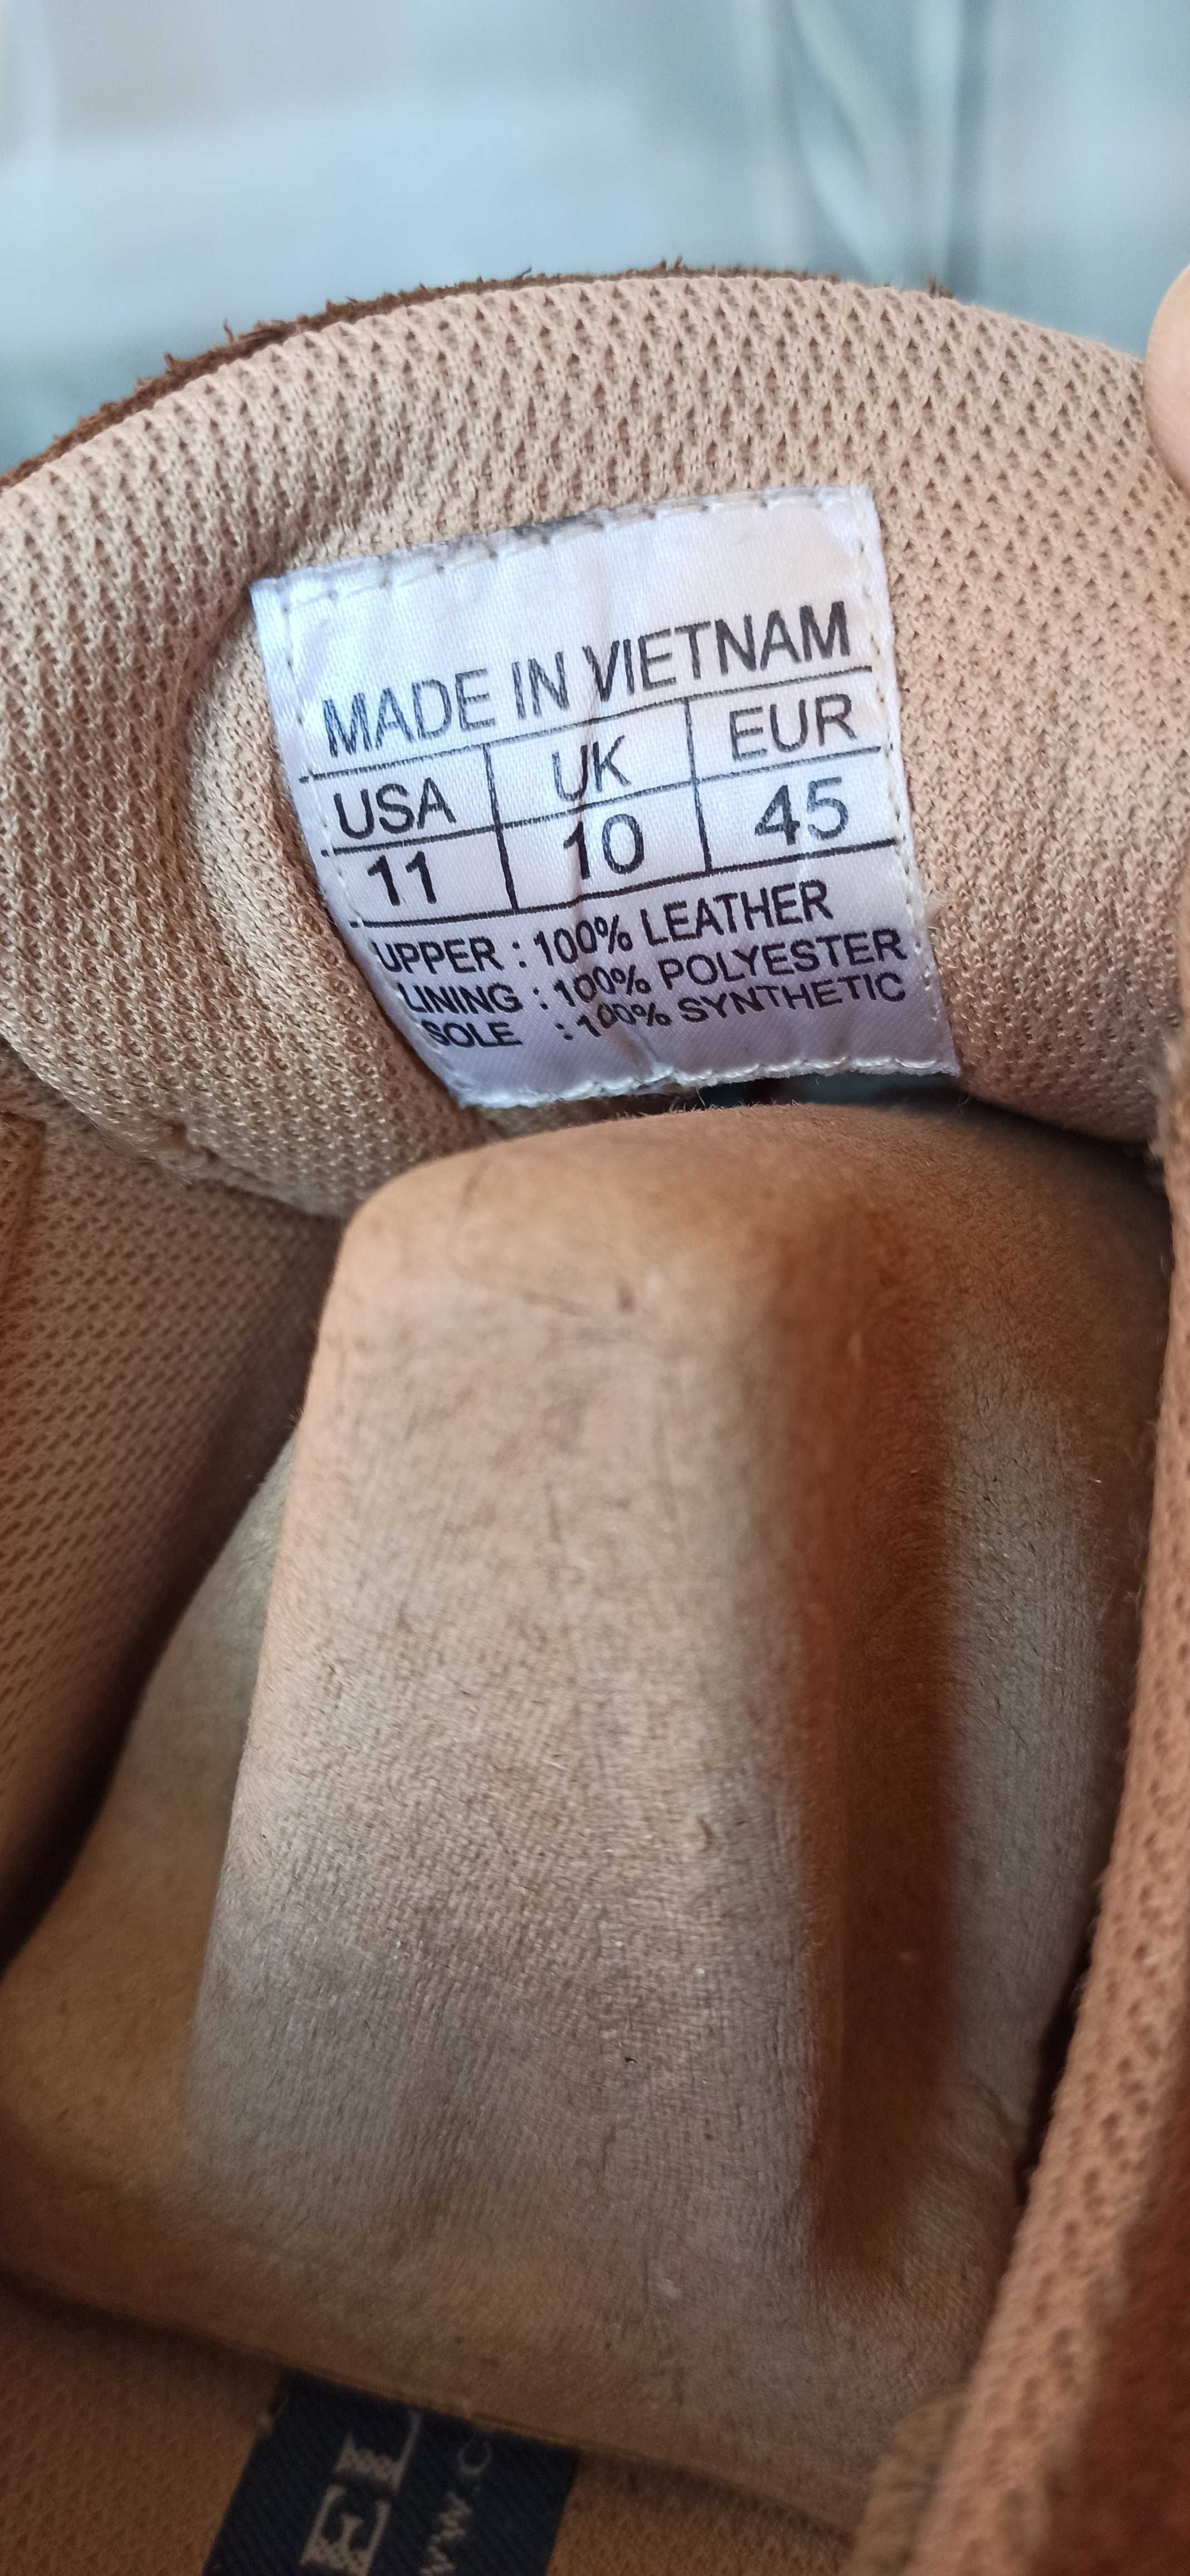 MADE IN VIETNAM
USA UK EUR
11 10 45
UPPER : 100% LEATHER
LINING : 100% POLYESTER
SOLE : 100% SYNTHETIC